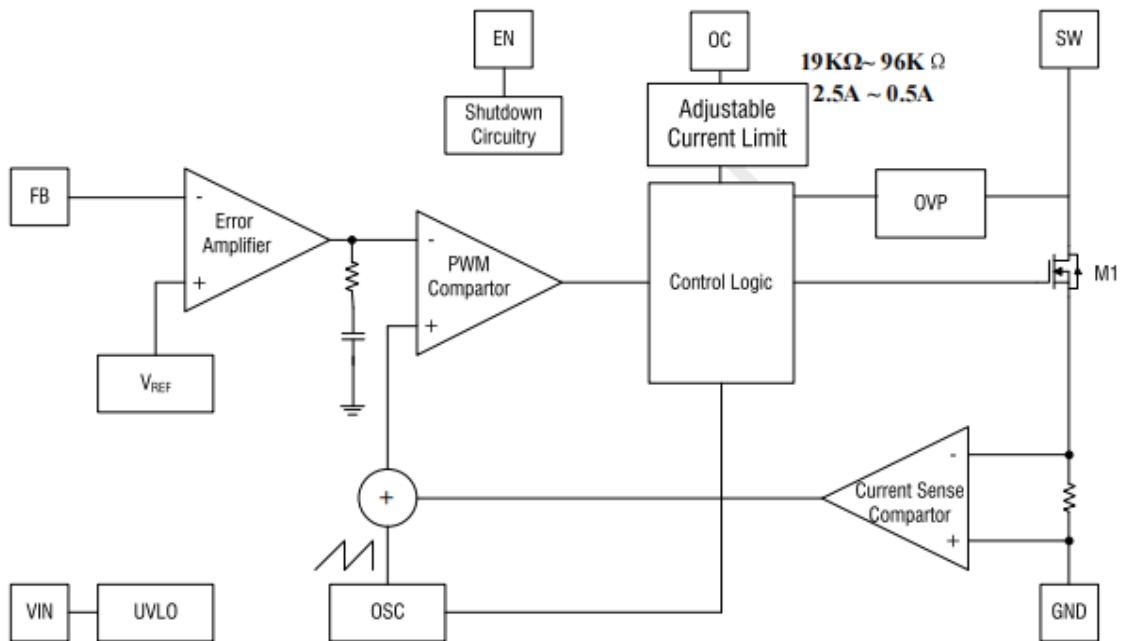 EN
OC
SW
19KΩ~ 96K Ω
2.5A ~ 0.5A
Shutdown
Circuitry
Adjustable
Current Limit
FB
-
Error
Amplifier
+
OVP
-
PWM
Compartor
+
Control Logic
M1
VREF
-
Current Sense
Compartor
+
+
VIN
UVLO
OSC
GND